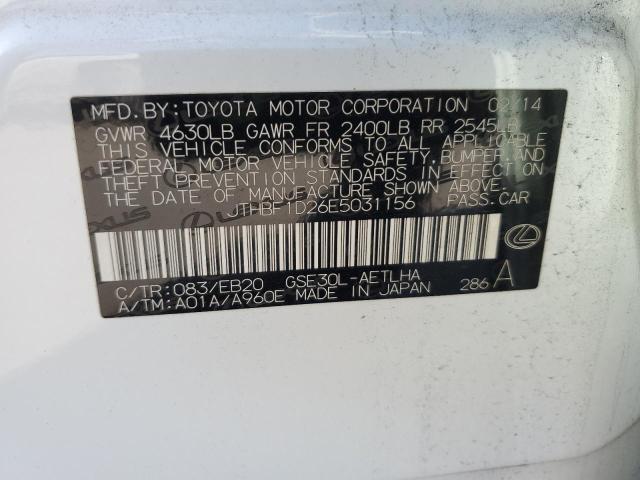 MFD.BY:TOYOTA MOTOR CORPORATION 02/14
GVWR 4630LB GAWR FR 2400LB RR 2545LB
THIS VEHICLE CONFORMS TO ALL APPLICABLE
FEDERAL MOTOR VEHICLE SAFETY,BUMPER,AND
THEFT PREVENTION STANDARDS IN EFFECT ON
THE DATE OF MANUFACTURE SHOWN ABOVE.
JTHBF1D26E5031156 PASS.CAR
C/TR:083/EB20 GSE30L-AETLHA
A/TM:A01A/A960E MADE IN JAPAN 286 A